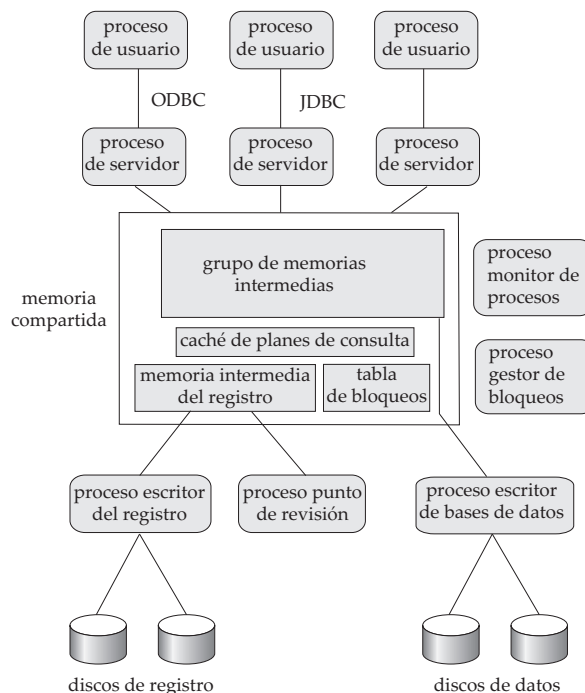 proceso
de usuario
proceso
de usuario
proceso
de usuario
ODBC
JDBC
proceso
de servidor
proceso
de servidor
proceso
de servidor
grupo de memorias
intermedias
memoria
compartida
proceso
monitor de
procesos
caché de planes de consulta
memoria intermedia
del registro
tabla
de bloqueos
proceso
gestor de
bloqueos
proceso escritor
del registro
proceso punto
de revisión
proceso escritor
de bases de datos
discos de registro
discos de datos